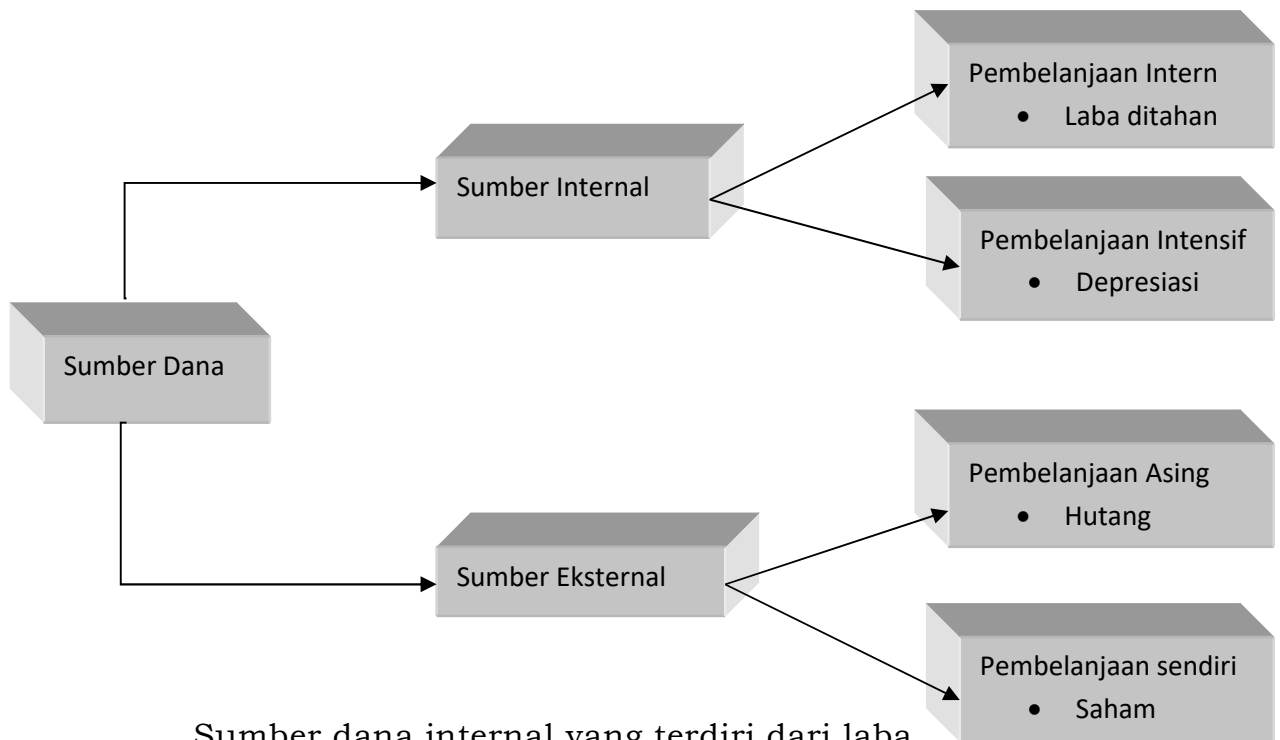 Sumber Dana
Sumber Internal
Pembelanjaan Intern
• Laba ditahan
Pembelanjaan Intensif
• Depresiasi
Sumber Eksternal
Pembelanjaan Asing
• Hutang
Pembelanjaan sendiri
• Saham
Sumber dana internal yang terdiri dari laba